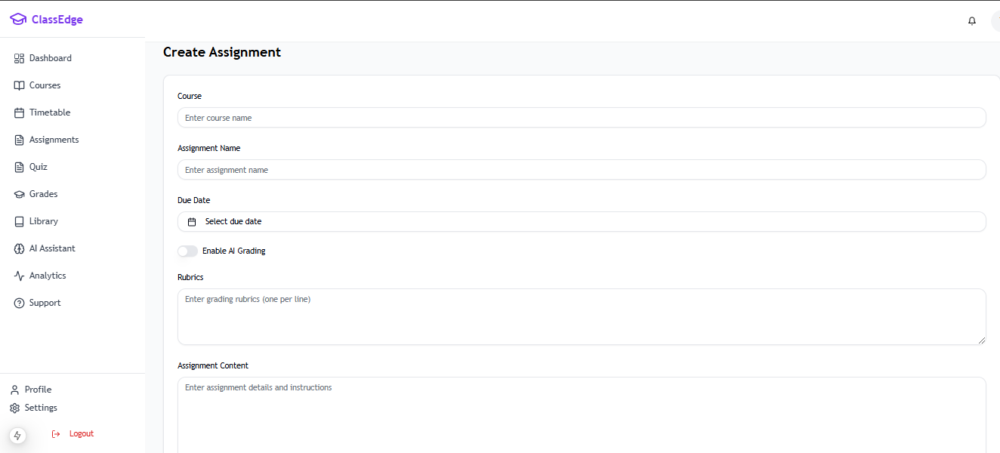 ClassEdge
Dashboard
Courses
Timetable
Assignments
Quiz
Grades
Library
AI Assistant
Analytics
Support
Profile
Settings
Logout
Create Assignment
Course
Enter course name
Assignment Name
Enter assignment name
Due Date
Select due date
Enable AI Grading
Rubrics
Enter grading rubrics (one per line)
Assignment Content
Enter assignment details and instructions